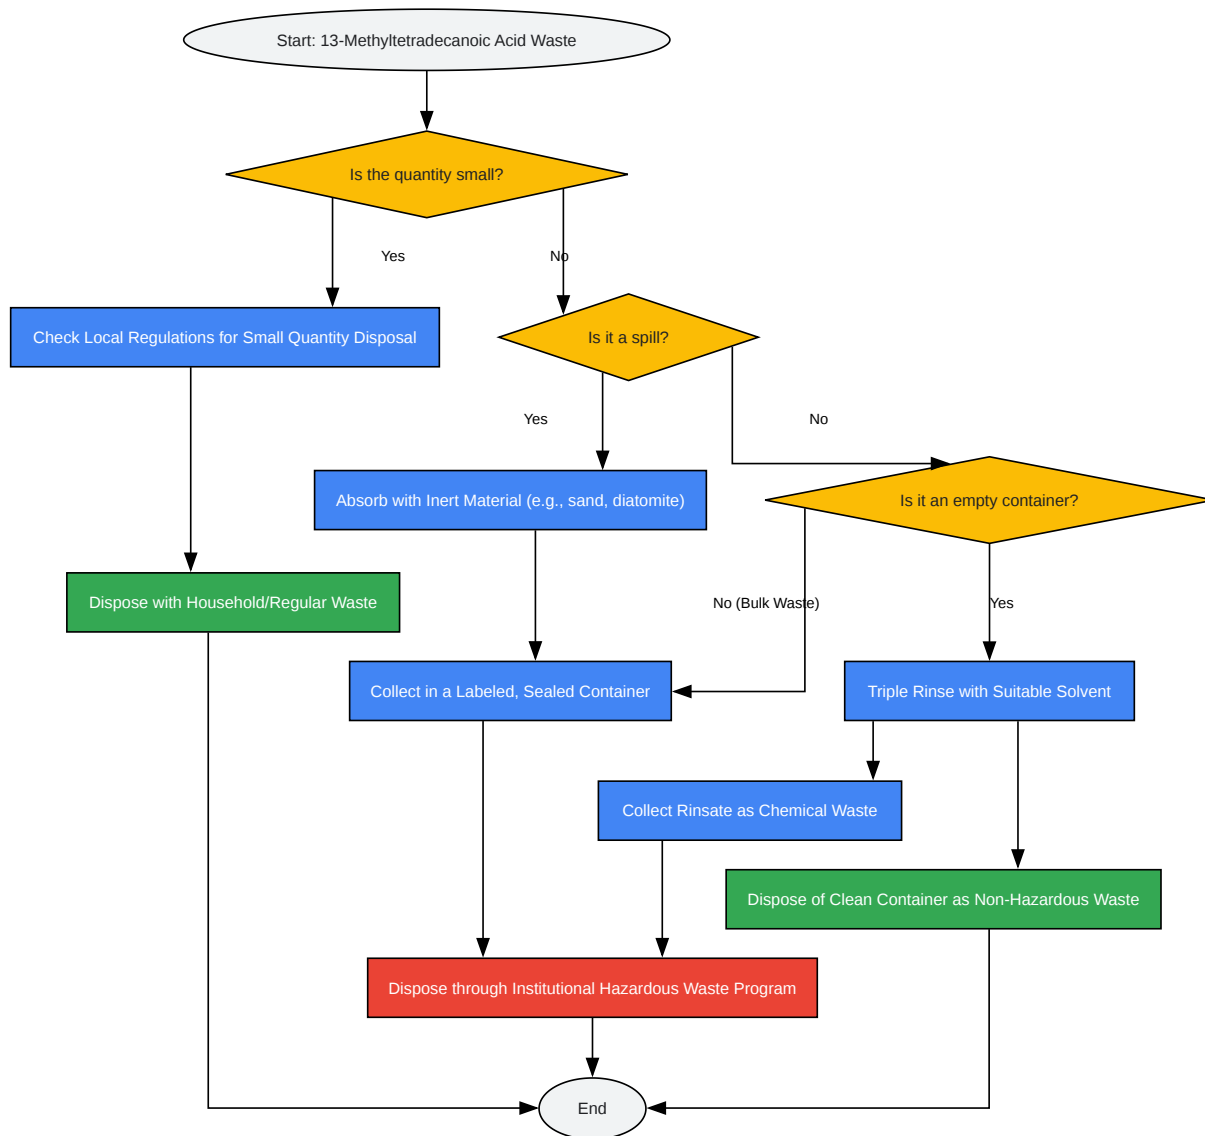 Start: 13-Methyltetradecanoic Acid Waste
Is the quantity small?
Yes
No
Check Local Regulations for Small Quantity Disposal
Is it a spill?
Yes
No
Absorb with Inert Material (e.g., sand, diatomite)
Is it an empty container?
Dispose with Household/Regular Waste
No (Bulk Waste)
Yes
Collect in a Labeled, Sealed Container
Triple Rinse with Suitable Solvent
Collect Rinsate as Chemical Waste
Dispose of Clean Container as Non-Hazardous Waste
Dispose through Institutional Hazardous Waste Program
End